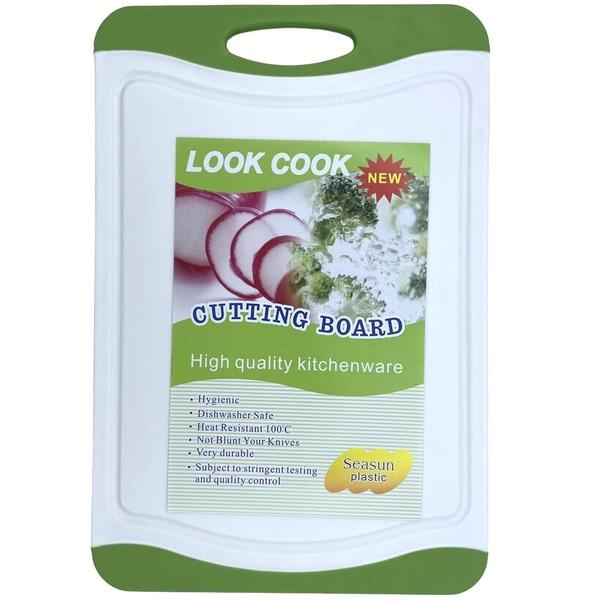 LOOK COOK
NEW
CUTTING BOARD
High quality kitchenware
• Hygienic
• Dishwasher Safe
• Heat Resistant 100°C
• Not Blunt Your Knives
• Very durable
• Subject to stringent testing
and quality control
Seasun
plastic